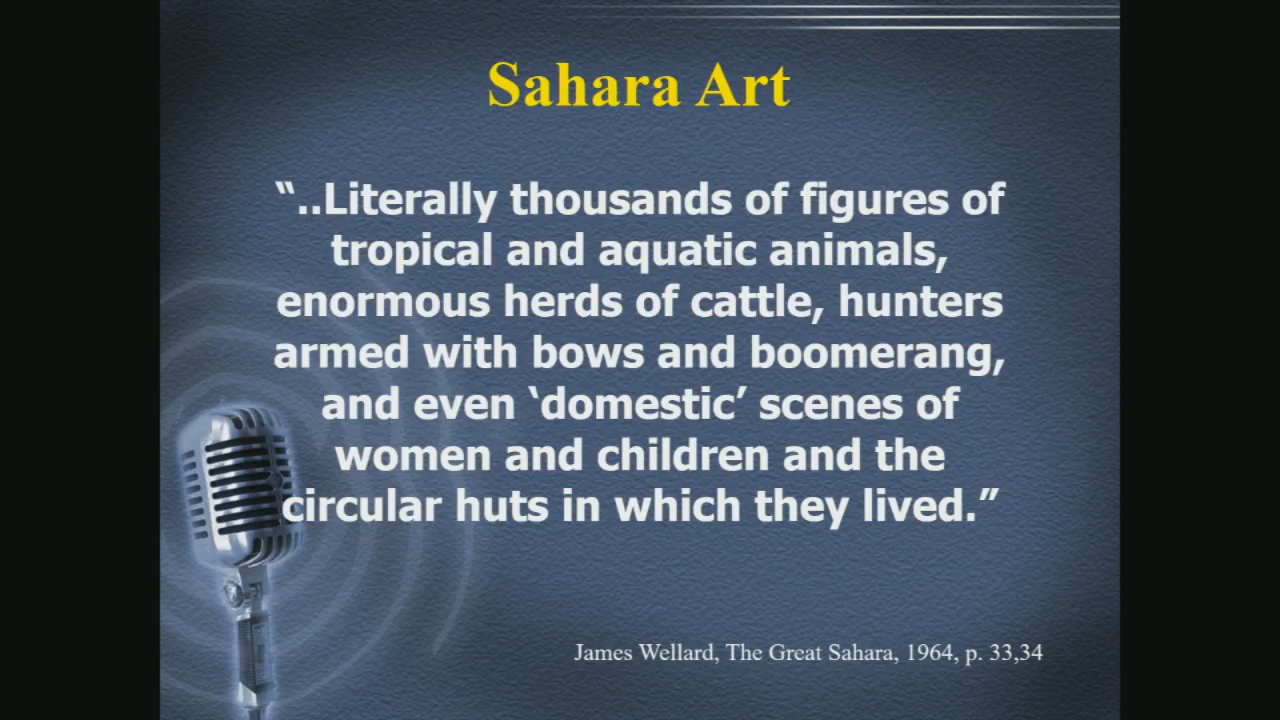 Sahara Art
“..Literally thousands of figures of
tropical and aquatic animals,
enormous herds of cattle, hunters
armed with bows and boomerang,
and even ‘domestic’ scenes of
women and children and the
circular huts in which they lived.”
James Wellard, The Great Sahara, 1964, p. 33,34